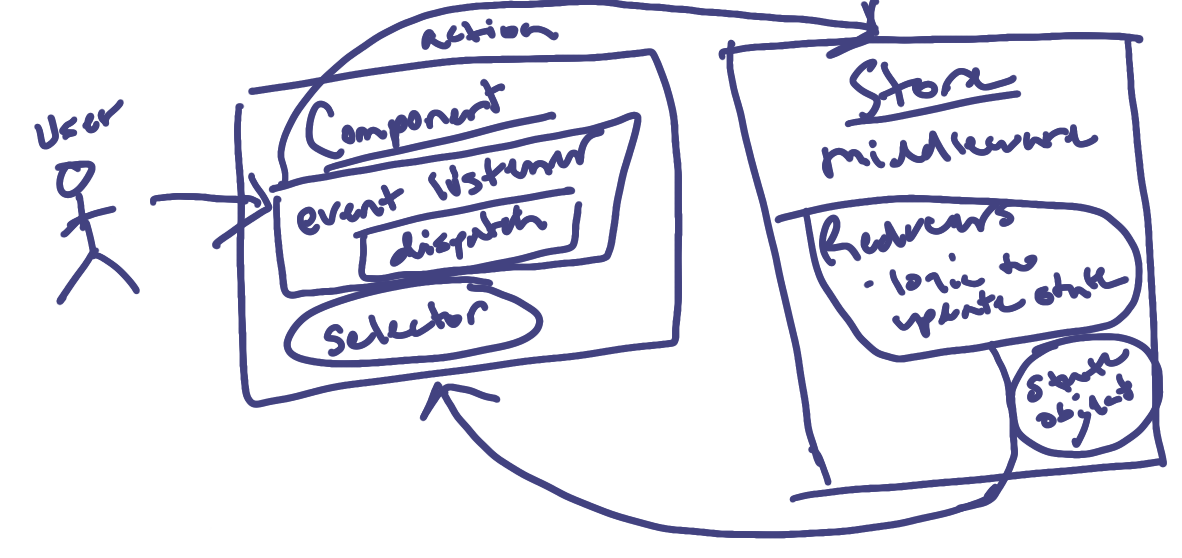 User
action
Component
event listener
dispatch
selector
Store
middleware
Reducers
• logic to
update state
state
object